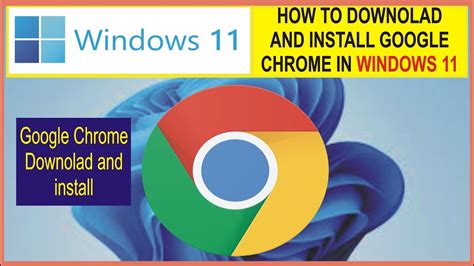 Windows 11
HOW TO DOWNOLAD
AND INSTALL GOOGLE
CHROME IN WINDOWS 11
Google Chrome
Downolad and
install